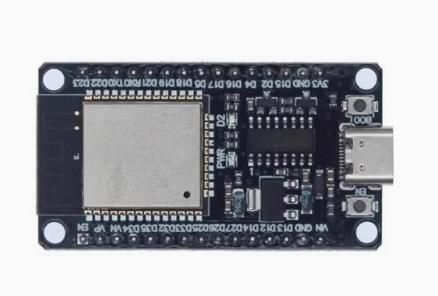 D23 D22 TX0 RX0 D21 D19 D18 D5 D17 D16 D4 D2 D15 GND 3V3
BOOT
D2
PWR
EN
EN VP VN D34 D35 D32 D33 D25 D26 D27 D14 D12 D13 GND VIN